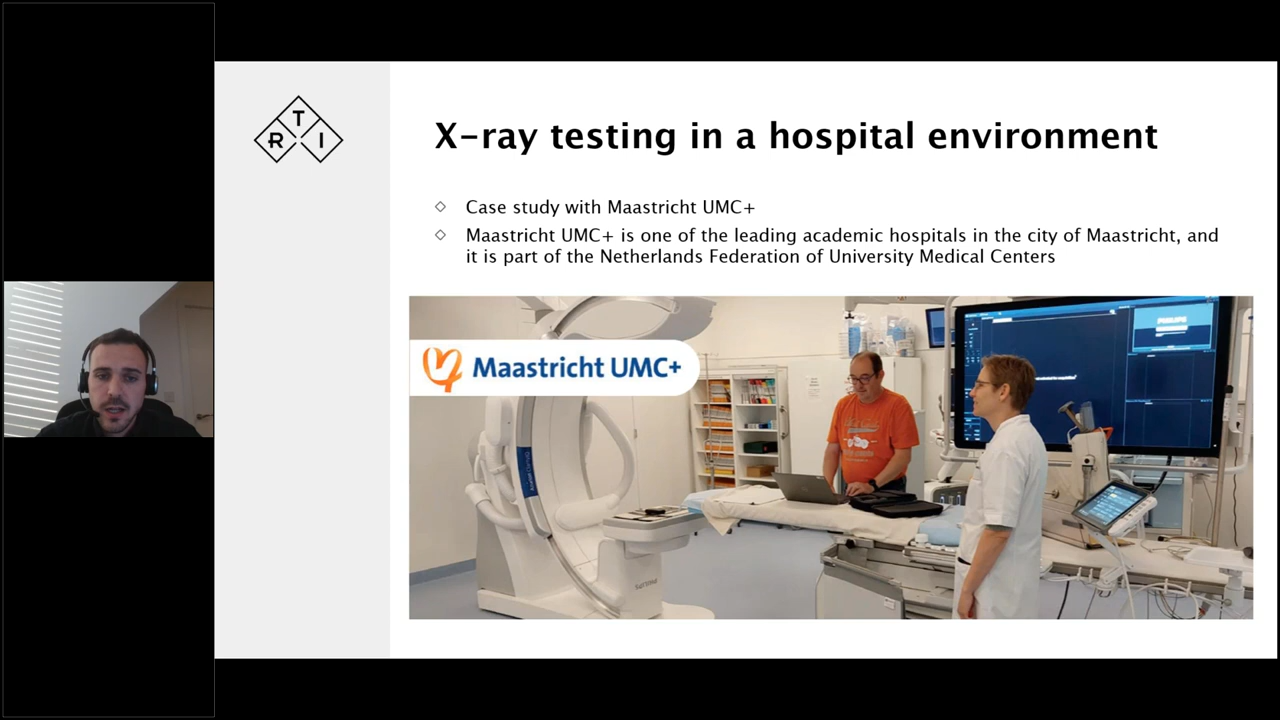 R T I
X-ray testing in a hospital environment
◇ Case study with Maastricht UMC+
◇ Maastricht UMC+ is one of the leading academic hospitals in the city of Maastricht, and
it is part of the Netherlands Federation of University Medical Centers
Maastricht UMC+